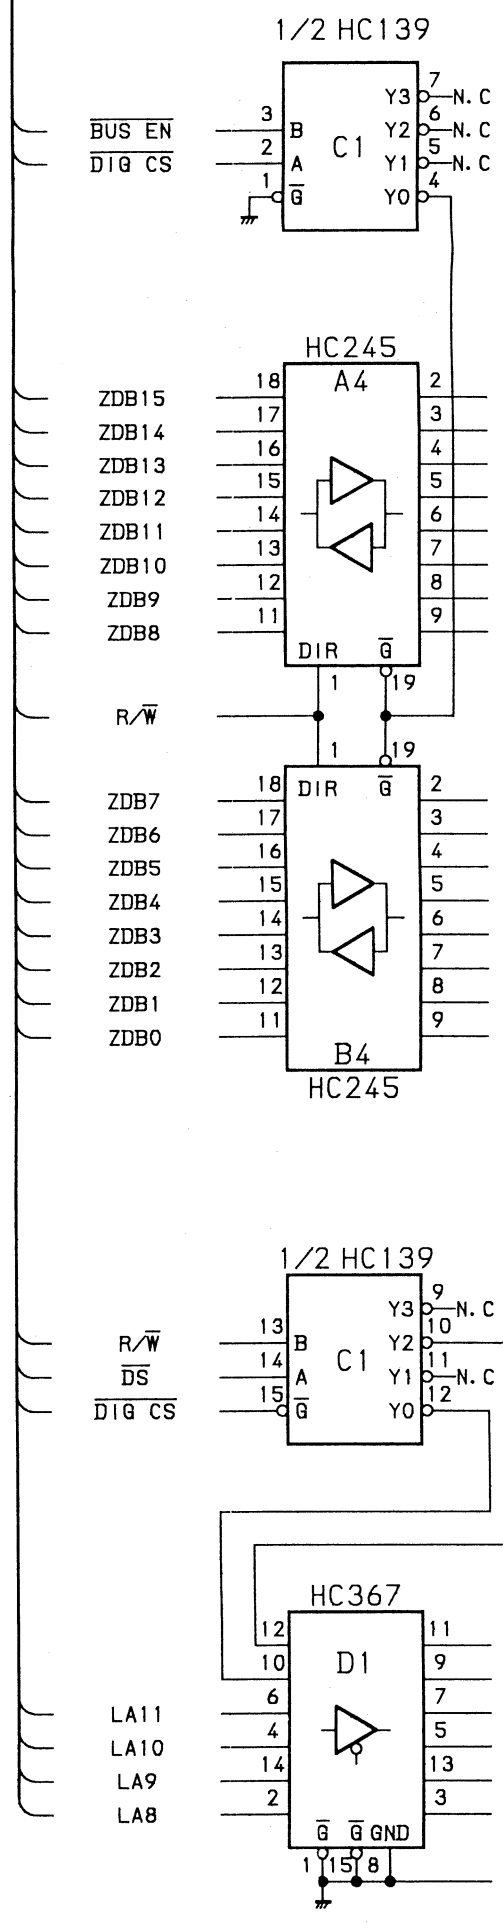 1/2 HC139
7
Y3 N.C
6
3
BUS EN B Y2 N.C
C1
5
2
DIG CS A Y1 N.C
4
1
G Y0
HC245
A4
ZDB15 18 2
ZDB14 17 3
ZDB13 16 4
ZDB12 15 5
ZDB11 14 6
ZDB10 13 7
ZDB9 12 8
ZDB8 11 9
DIR G
1 19
R/W
1 19
DIR G
ZDB7 18 2
ZDB6 17 3
ZDB5 16 4
ZDB4 15 5
ZDB3 14 6
ZDB2 13 7
ZDB1 12 8
ZDB0 11 9
B4
HC245
1/2 HC139
9
Y3 N.C
10
13
R/W B Y2
C1
11
14
DS A Y1 N.C
12
15
DIG CS G Y0
HC367
12 11
D1
10 9
LA11 6 7
LA10 4 5
LA9 14 13
LA8 2 3
G G GND
1 15 8